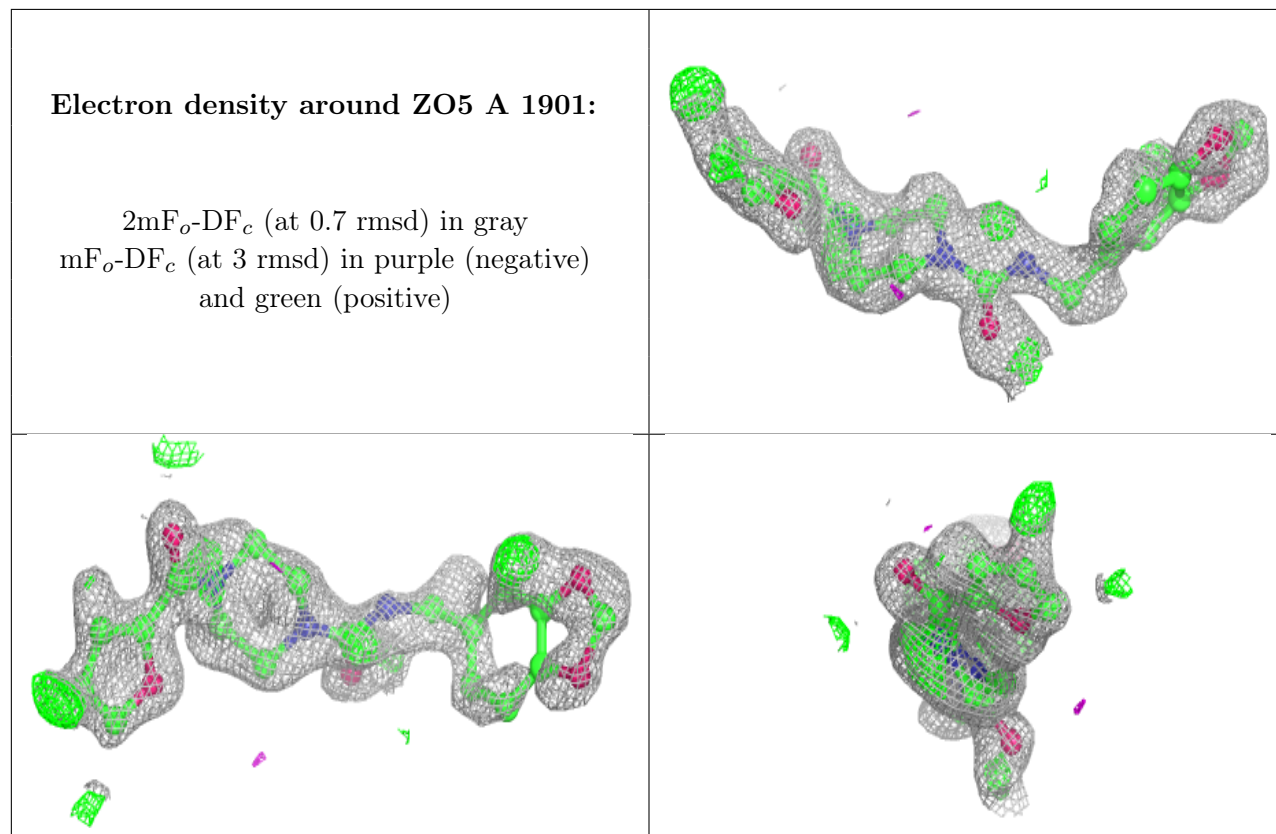 Electron density around ZO5 A 1901:
2mFo-DFc (at 0.7 rmsd) in gray
mFo-DFc (at 3 rmsd) in purple (negative)
and green (positive)